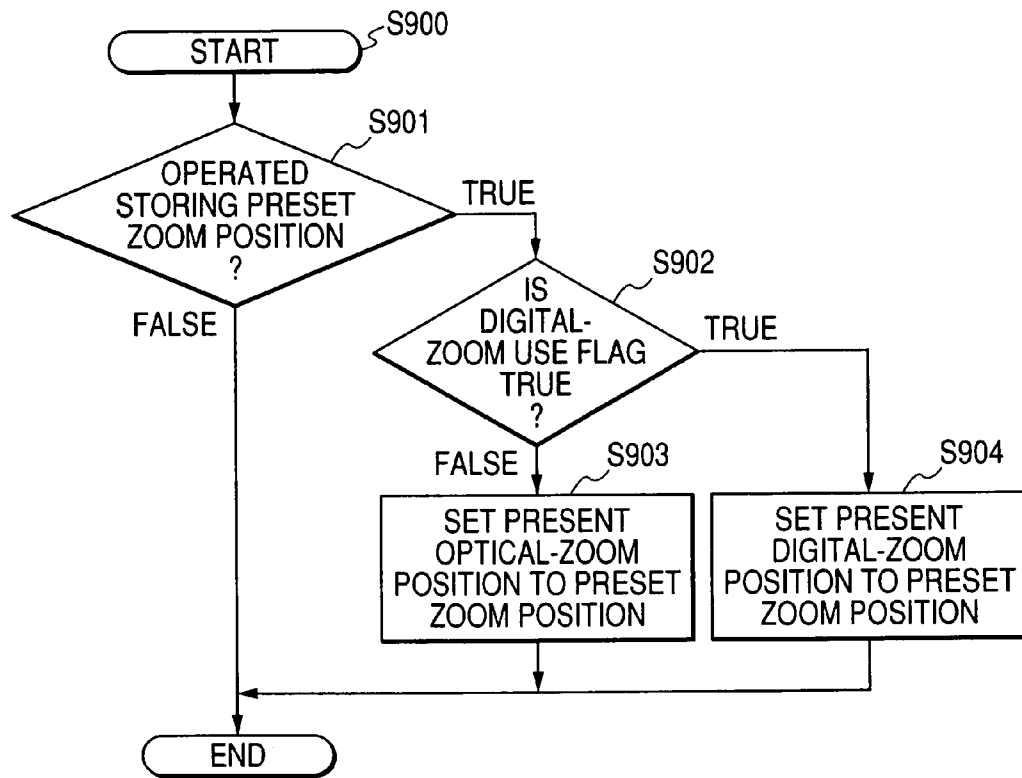 START
S900
S901
OPERATED
STORING PRESET
ZOOM POSITION
?
TRUE
FALSE
S902
IS
DIGITAL-
ZOOM USE FLAG
TRUE
?
TRUE
FALSE
S903
SET PRESENT
OPTICAL-ZOOM
POSITION TO PRESET
ZOOM POSITION
S904
SET PRESENT
DIGITAL-ZOOM
POSITION TO PRESET
ZOOM POSITION
END